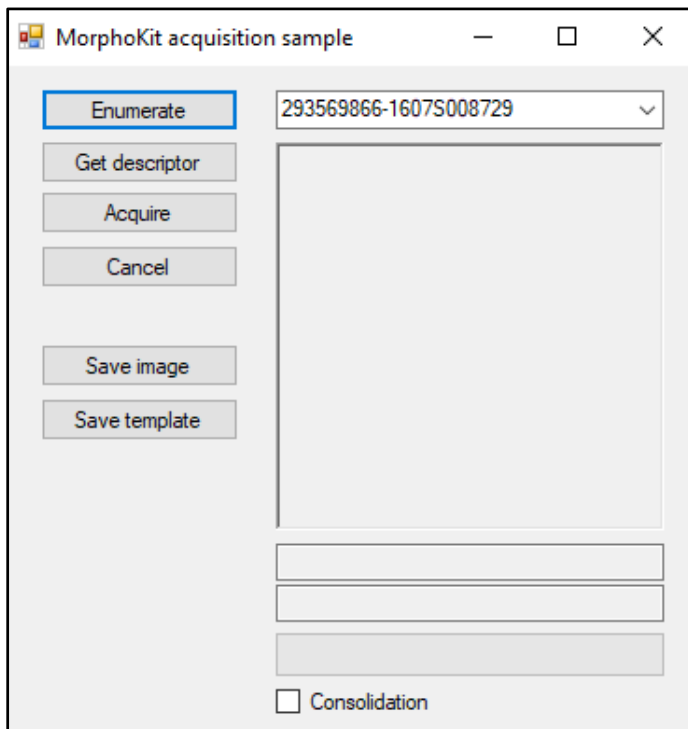 MorphoKit acquisition sample
Enumerate
293569866-1607S008729
Get descriptor
Acquire
Cancel
Save image
Save template
Consolidation